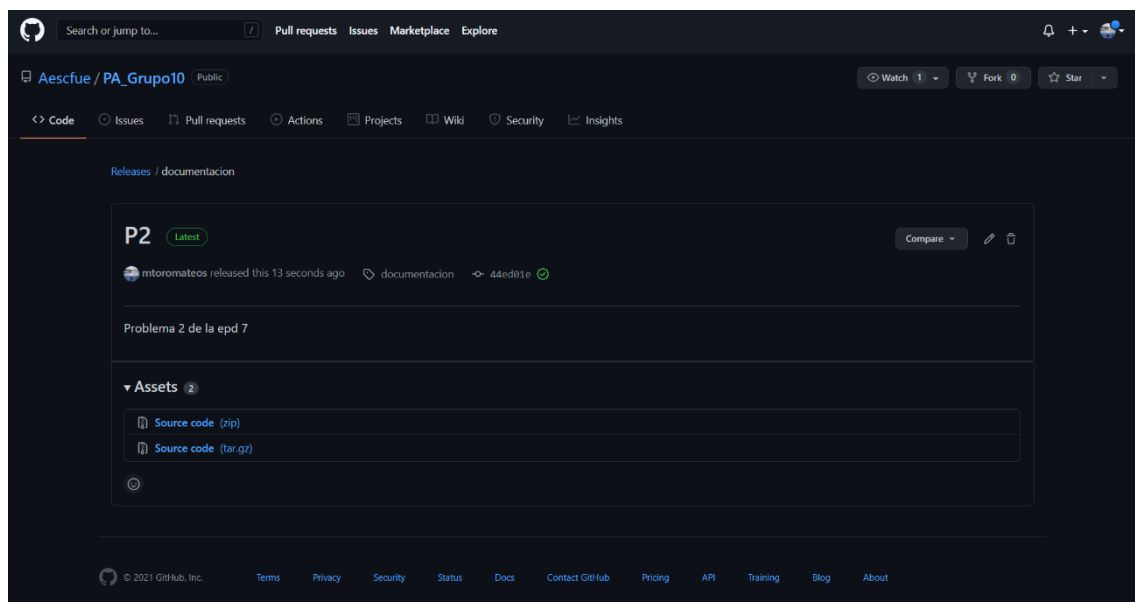 Search or jump to... / Pull requests Issues Marketplace Explore
Aescfue / PA_Grupo10 Public Watch 1 Fork 0 Star
<> Code Issues Pull requests Actions Projects Wiki Security Insights
Releases / documentacion
P2 Latest Compare
mtoromateos released this 13 seconds ago documentacion 44ed01e
Problema 2 de la epd 7
Assets 2
Source code (zip)
Source code (tar.gz)
© 2021 GitHub, Inc. Terms Privacy Security Status Docs Contact GitHub Pricing API Training Blog About